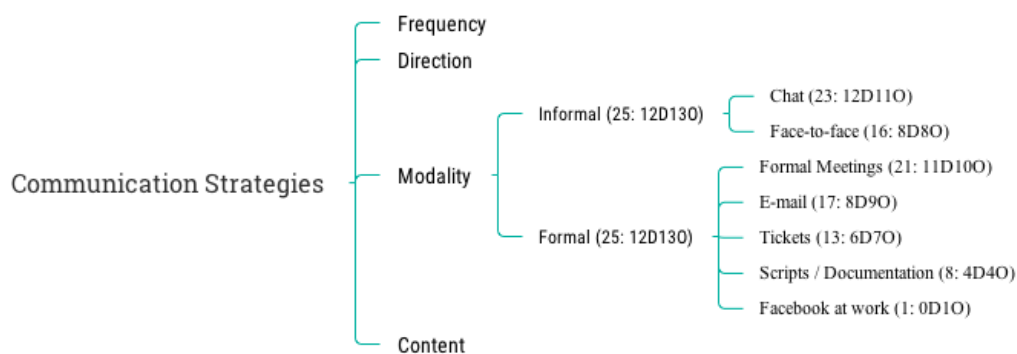 Communication Strategies
Frequency
Direction
Modality
Informal (25: 12D13O)
Chat (23: 12D11O)
Face-to-face (16: 8D8O)
Formal (25: 12D13O)
Formal Meetings (21: 11D10O)
E-mail (17: 8D9O)
Tickets (13: 6D7O)
Scripts / Documentation (8: 4D4O)
Facebook at work (1: 0D1O)
Content